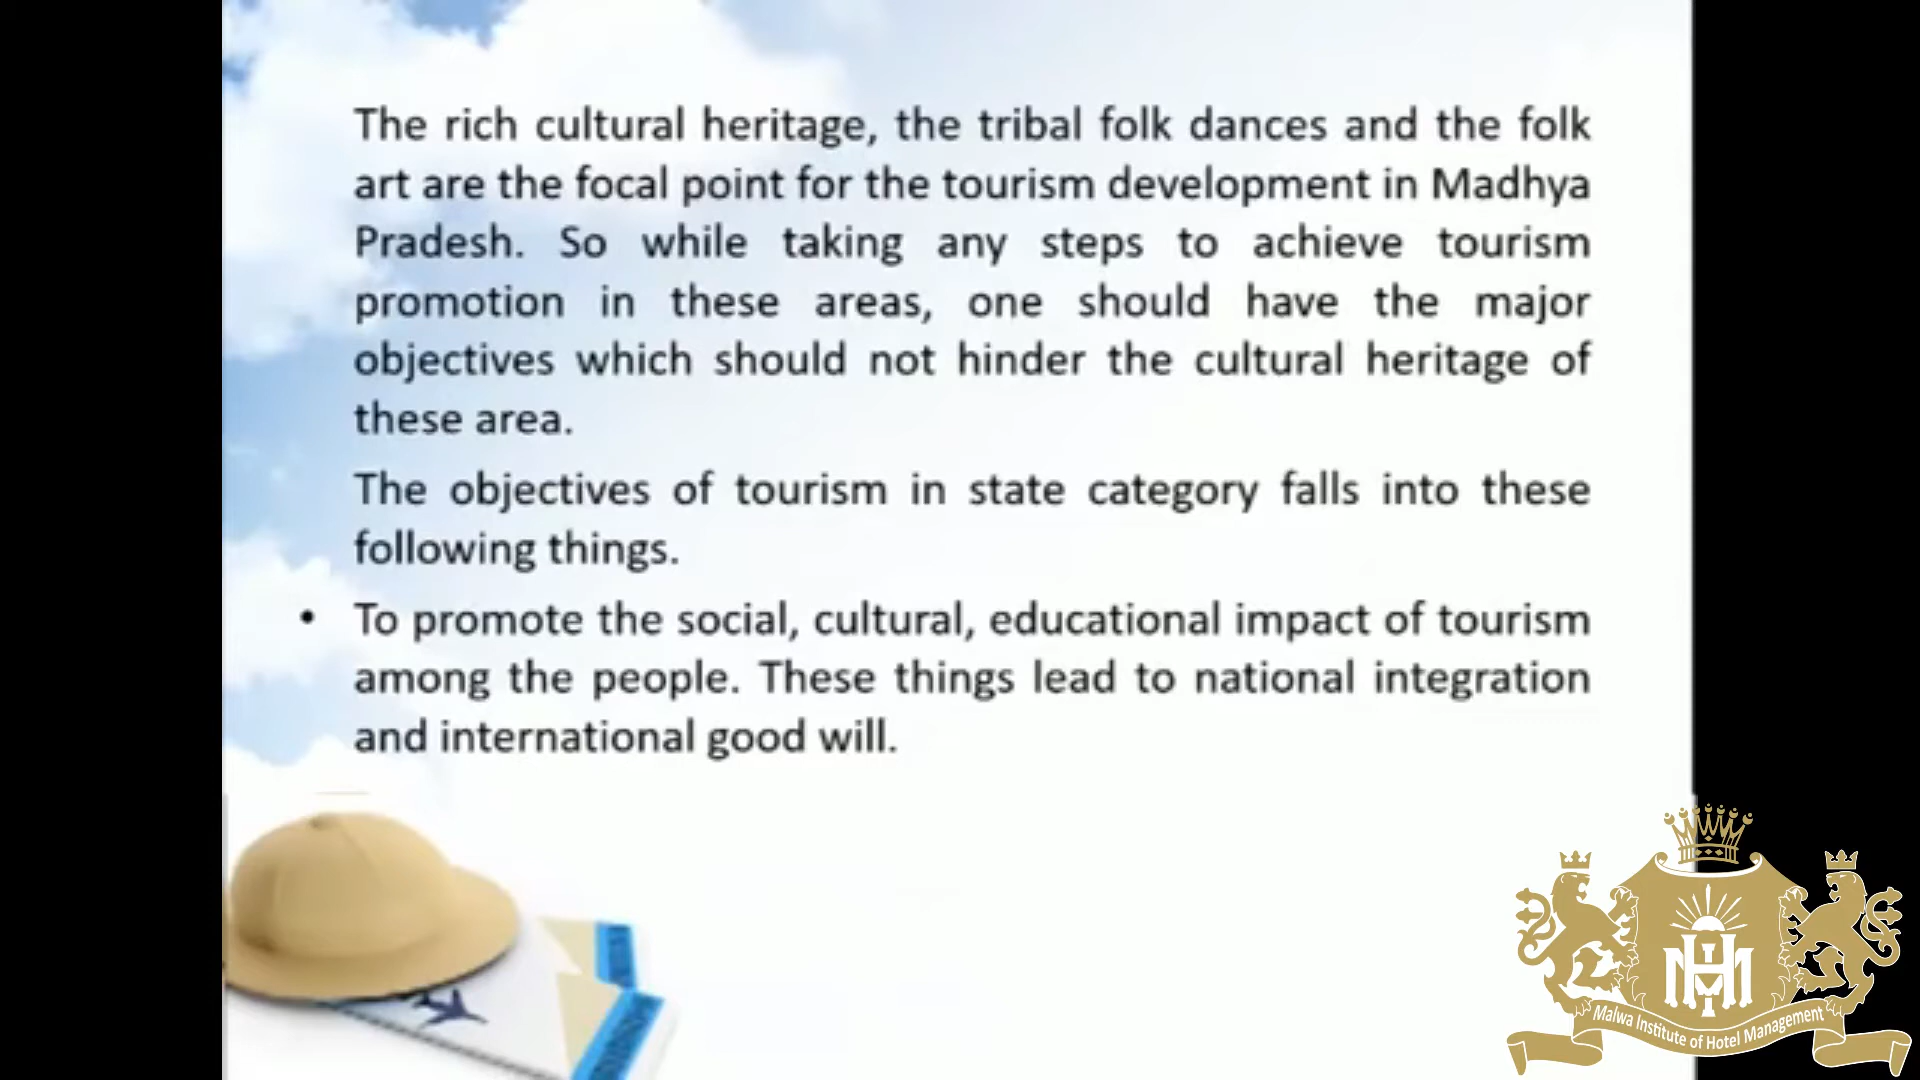 The rich cultural heritage, the tribal folk dances and the folk
art are the focal point for the tourism development in Madhya
Pradesh. So while taking any steps to achieve tourism
promotion in these areas, one should have the major
objectives which should not hinder the cultural heritage of
these area.
The objectives of tourism in state category falls into these
following things.
• To promote the social, cultural, educational impact of tourism
among the people. These things lead to national integration
and international good will.
Malwa Institute of Hotel Management